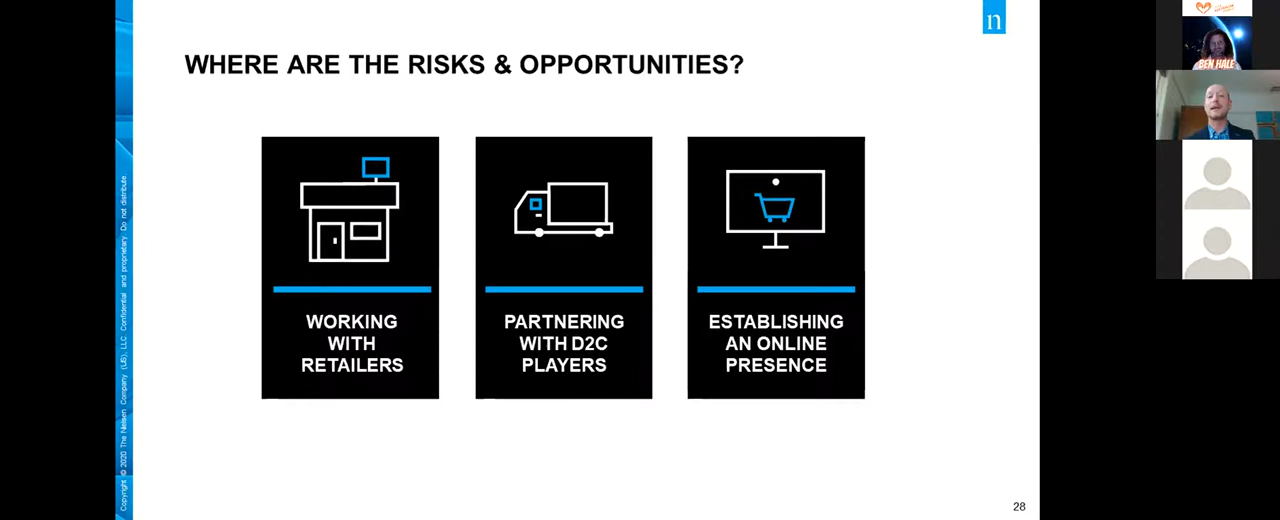 n
WHERE ARE THE RISKS & OPPORTUNITIES?
WORKING
WITH
RETAILERS
PARTNERING
WITH D2C
PLAYERS
ESTABLISHING
AN ONLINE
PRESENCE
28
Copyright © 2020 The Nielsen Company (US), LLC Confidential and proprietary Do not distribute
BEN HALE